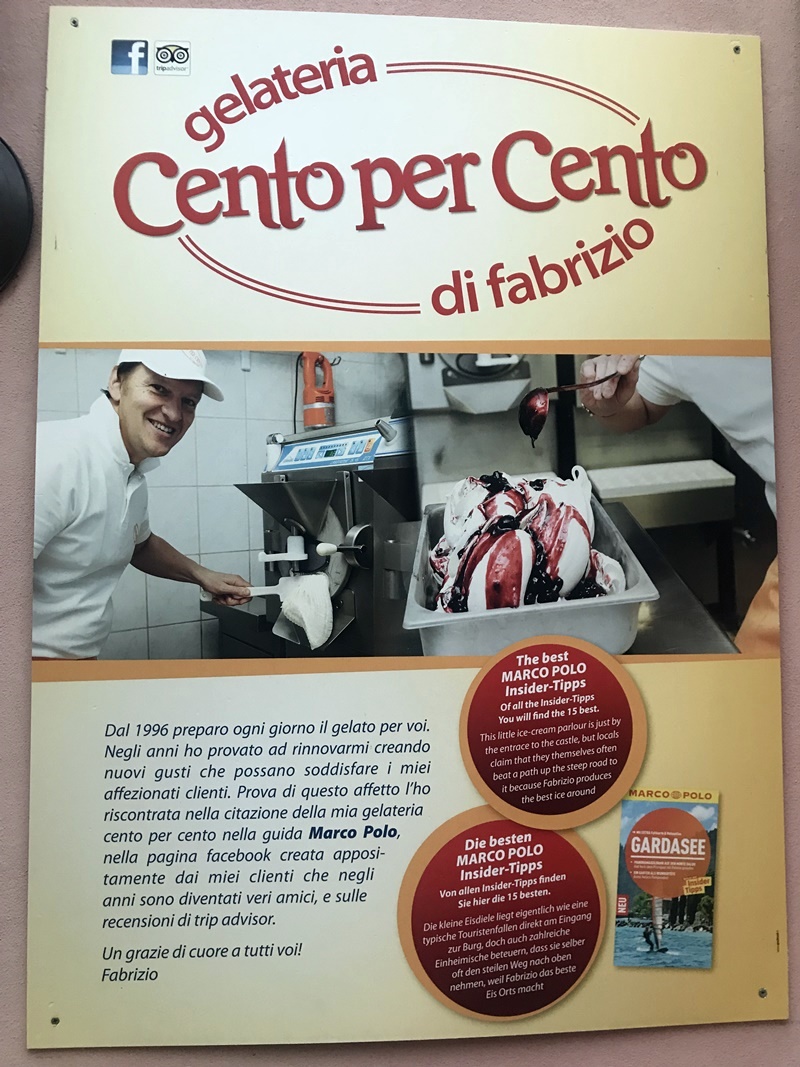 f
tripadvisor
gelateria
Cento per Cento
di fabrizio
Dal 1996 preparo ogni giorno il gelato per voi.
Negli anni ho provato ad rinnovarmi creando
nuovi gusti che possano soddisfare i miei
affezionati clienti. Prova di questo affetto l'ho
riscontrata nella citazione della mia gelateria
cento per cento nella guida Marco Polo,
nella pagina facebook creata apposi-
tamente dai miei clienti che negli
anni sono diventati veri amici, e sulle
recensioni di trip advisor.
Un grazie di cuore a tutti voi!
Fabrizio
The best
MARCO POLO
Insider-Tipps
Of all the Insider-Tipps
You will find the 15 best.
This little ice-cream parlour is just by
the entrance to the castle, but locals
claim that they themselves often
beat a path up the steep road to
it because Fabrizio produces
the best ice around
Die besten
MARCO POLO
Insider-Tipps
Von allen Insider-Tipps finden
Sie hier die 15 besten.
Die kleine Eisdiele liegt eigentlich wie eine
typische Touristenfallen direkt am Eingang
zur Burg, doch auch zahlreiche
Einheimische beteuern, dass sie selber
oft den steilen Weg nach oben
nehmen, weil Fabrizio das beste
Eis Orts macht
MARCO POLO
GARDASEE
Insider
Tipps
NEU